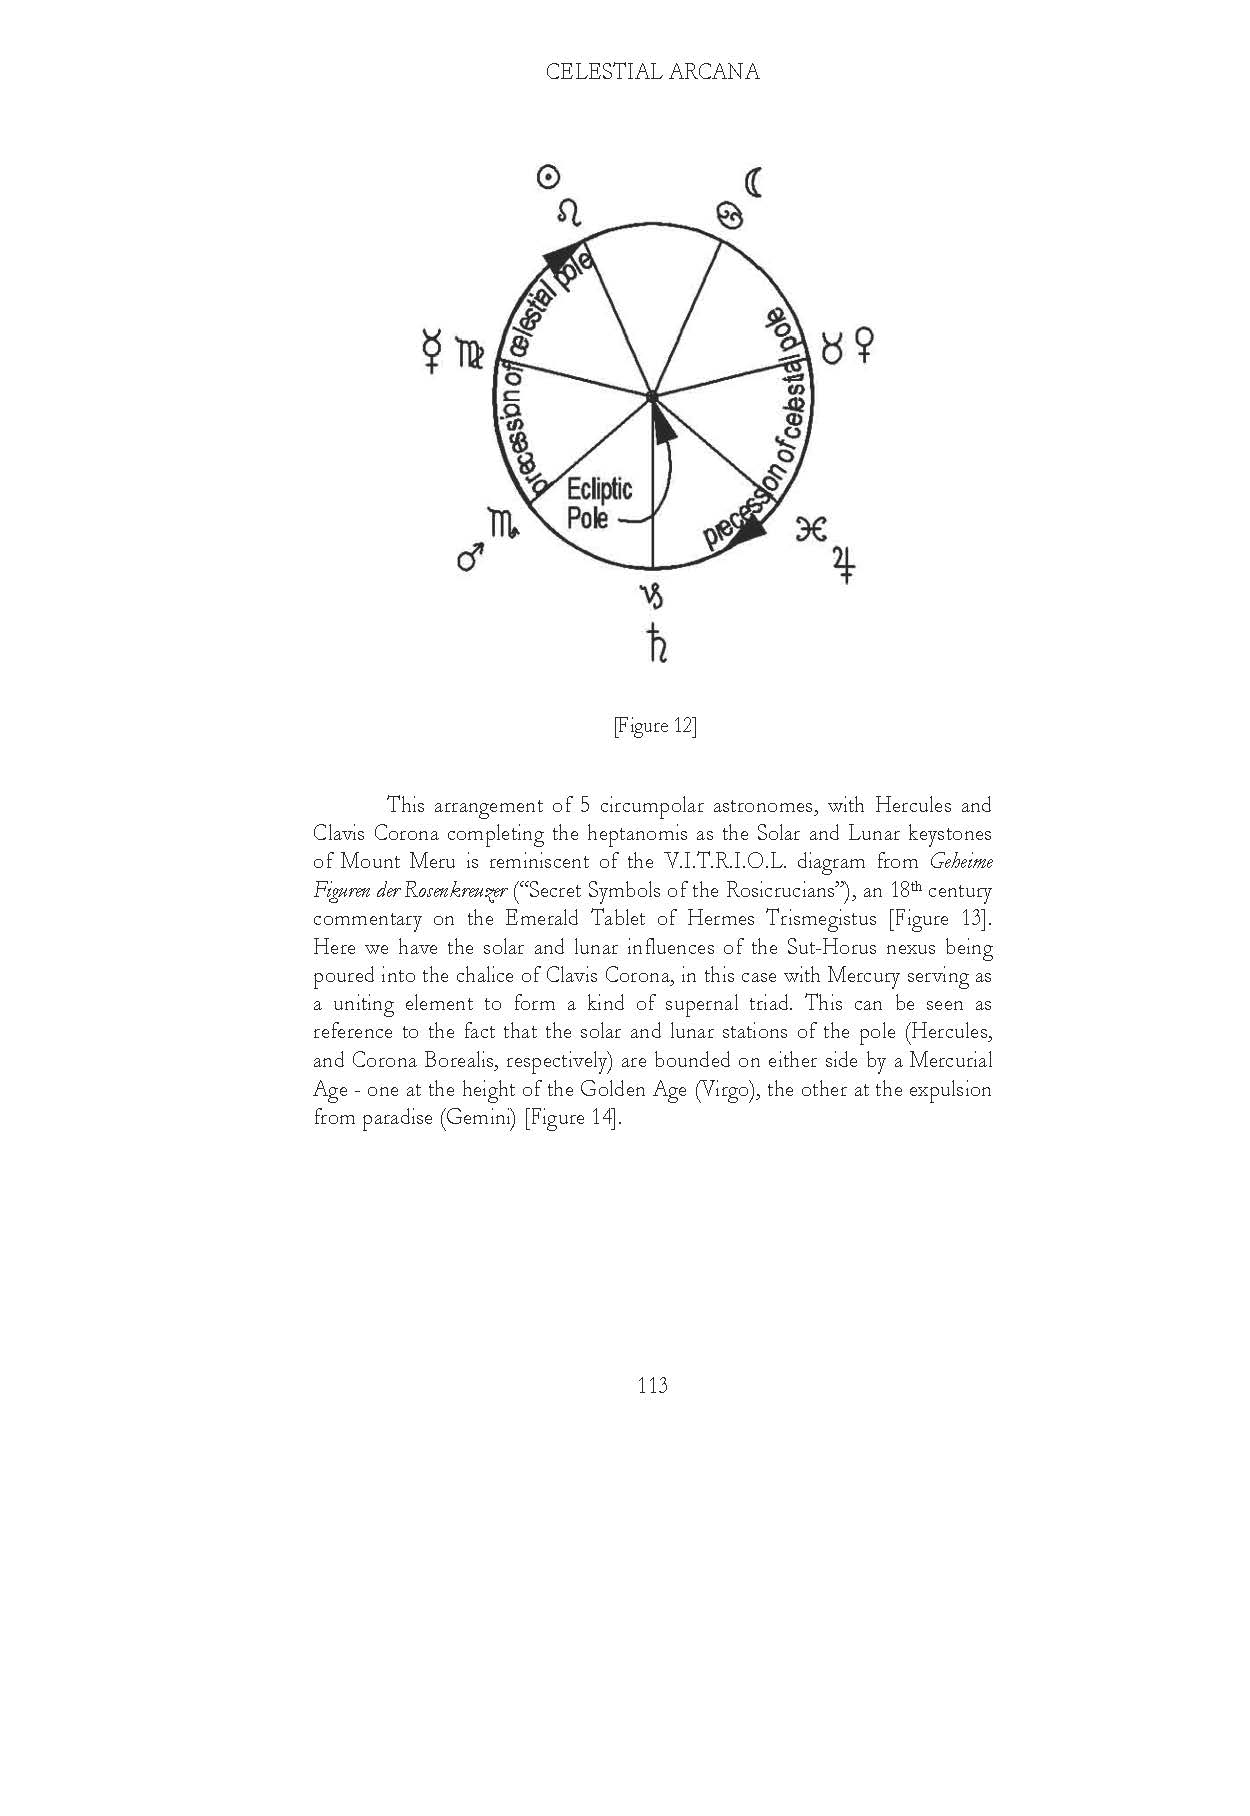 CELESTIAL ARCANA
☉
☾
♌
♋
precession of celestial pole
precession of celestial pole
☿ ♍
♉ ♀
Ecliptic
Pole
♏
♓
♂
♃
♑
♄
[Figure 12]
This arrangement of 5 circumpolar astronomes, with Hercules and
Clavis Corona completing the heptanomis as the Solar and Lunar keystones
of Mount Meru is reminiscent of the V.I.T.R.I.O.L. diagram from Geheime
Figuren der Rosenkreuzer (“Secret Symbols of the Rosicrucians”), an 18th century
commentary on the Emerald Tablet of Hermes Trismegistus [Figure 13].
Here we have the solar and lunar influences of the Sut-Horus nexus being
poured into the chalice of Clavis Corona, in this case with Mercury serving as
a uniting element to form a kind of supernal triad. This can be seen as
reference to the fact that the solar and lunar stations of the pole (Hercules,
and Corona Borealis, respectively) are bounded on either side by a Mercurial
Age - one at the height of the Golden Age (Virgo), the other at the expulsion
from paradise (Gemini) [Figure 14].
113